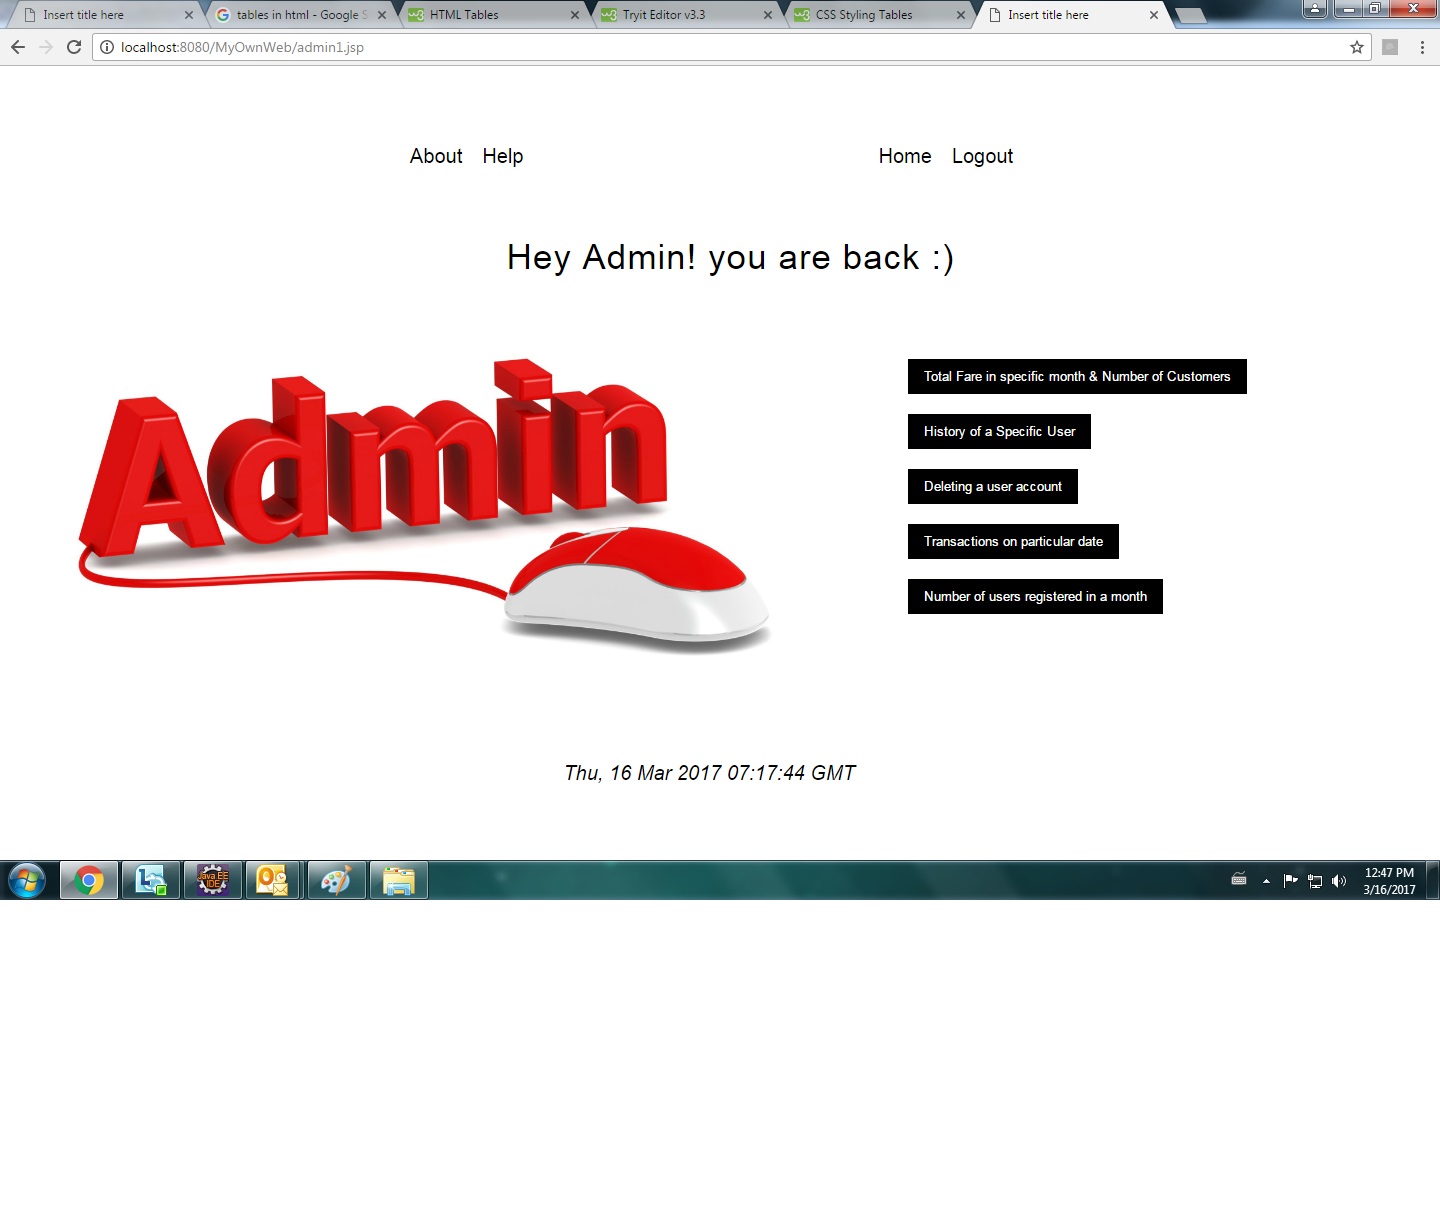 Insert title here
tables in html - Google S
HTML Tables
Tryit Editor v3.3
CSS Styling Tables
Insert title here
localhost:8080/MyOwnWeb/admin1.jsp
About Help Home Logout
Hey Admin! you are back :)
Admin
Total Fare in specific month & Number of Customers
History of a Specific User
Deleting a user account
Transactions on particular date
Number of users registered in a month
Thu, 16 Mar 2017 07:17:44 GMT
Java EE
IDE
12:47 PM
3/16/2017